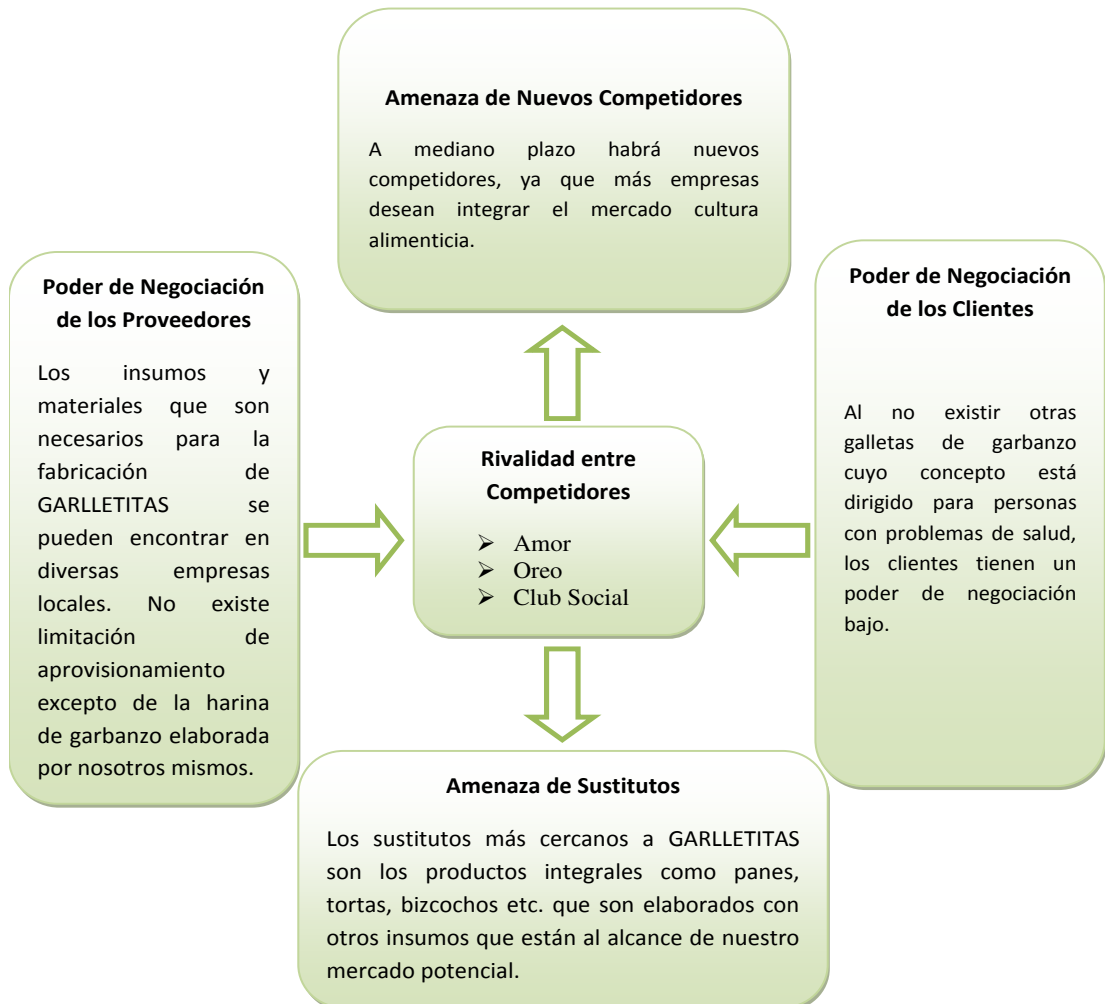 Amenaza de Nuevos Competidores
A mediano plazo habrá nuevos
competidores, ya que más empresas
desean integrar el mercado cultura
alimenticia.
Poder de Negociación
de los Proveedores
Los insumos y
materiales que son
necesarios para la
fabricación de
GARLLETITAS se
pueden encontrar en
diversas empresas
locales. No existe
limitación de
aprovisionamiento
excepto de la harina
de garbanzo elaborada
por nosotros mismos.
Rivalidad entre
Competidores
➢ Amor
➢ Oreo
➢ Club Social
Poder de Negociación
de los Clientes
Al no existir otras
galletas de garbanzo
cuyo concepto está
dirigido para personas
con problemas de salud,
los clientes tienen un
poder de negociación
bajo.
Amenaza de Sustitutos
Los sustitutos más cercanos a GARLLETITAS
son los productos integrales como panes,
tortas, bizcochos etc. que son elaborados con
otros insumos que están al alcance de nuestro
mercado potencial.